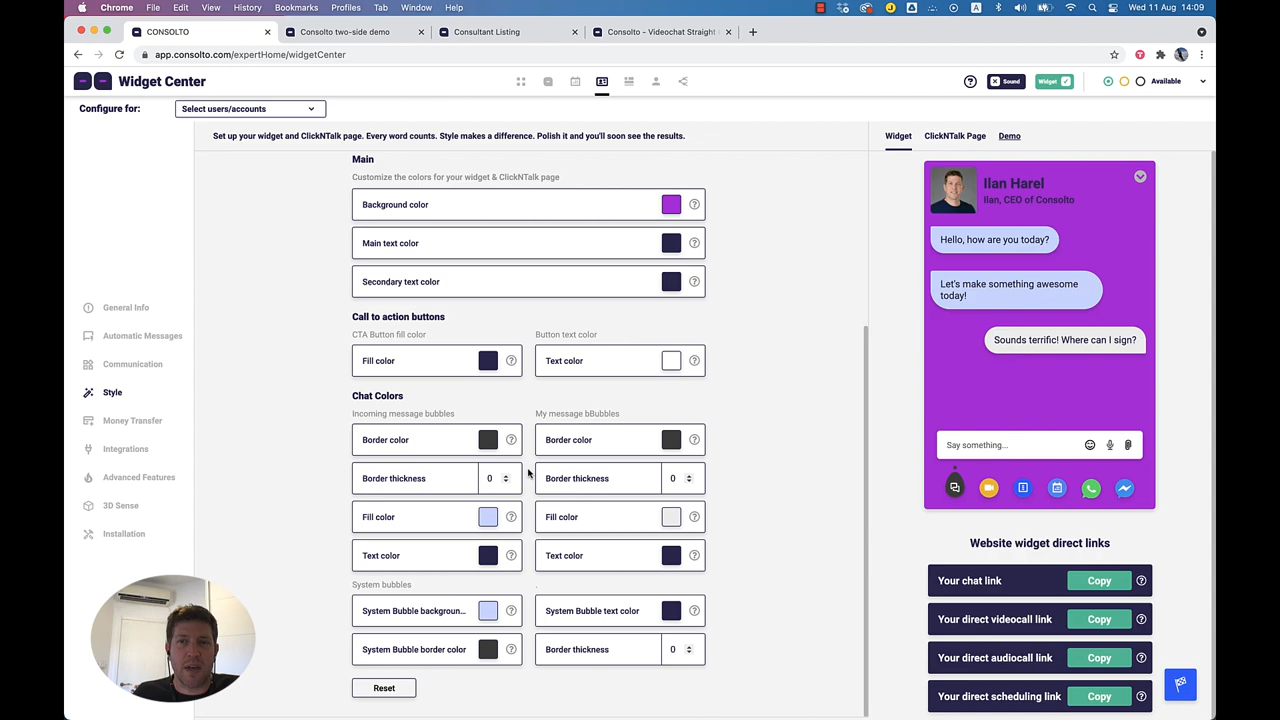 Chrome File Edit View History Bookmarks Profiles Tab Window Help
Wed 11 Aug 14:09
CONSOLTO
Consolto two-side demo
Consultant Listing
Consolto - Videochat Straight
app.consolto.com/expertHome/widgetCenter
Widget Center
Sound
Widget
Available
Configure for:
Select users/accounts
Set up your widget and ClickNTalk page. Every word counts. Style makes a difference. Polish it and you'll soon see the results.
General Info
Automatic Messages
Communication
Style
Money Transfer
Integrations
Advanced Features
3D Sense
Installation
Main
Customize the colors for your widget & ClickNTalk page
Background color
Main text color
Secondary text color
Call to action buttons
CTA Button fill color
Button text color
Fill color
Text color
Chat Colors
Incoming message bubbles
My message bBubbles
Border color
Border color
Border thickness 0
Border thickness 0
Fill color
Fill color
Text color
Text color
System bubbles
.
System Bubble backgroun...
System Bubble text color
System Bubble border color
Border thickness 0
Reset
Widget
ClickNTalk Page
Demo
Ilan Harel
Ilan, CEO of Consolto
Hello, how are you today?
Let's make something awesome
today!
Sounds terrific! Where can I sign?
Say something...
Website widget direct links
Your chat link Copy
Your direct videocall link Copy
Your direct audiocall link Copy
Your direct scheduling link Copy